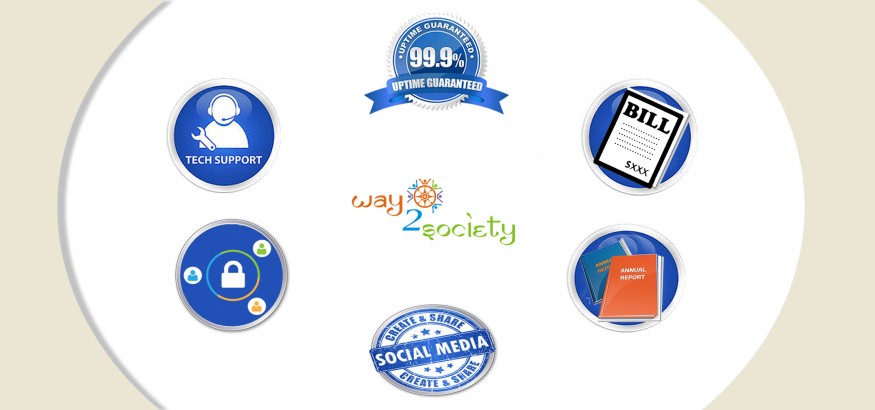 UPTIME GUARANTEED
99.9%
UPTIME GUARANTEED
TECH SUPPORT
BILL
$XXX
way
2society
ANNUAL
REPORT
CREATE & SHARE
SOCIAL MEDIA
CREATE & SHARE